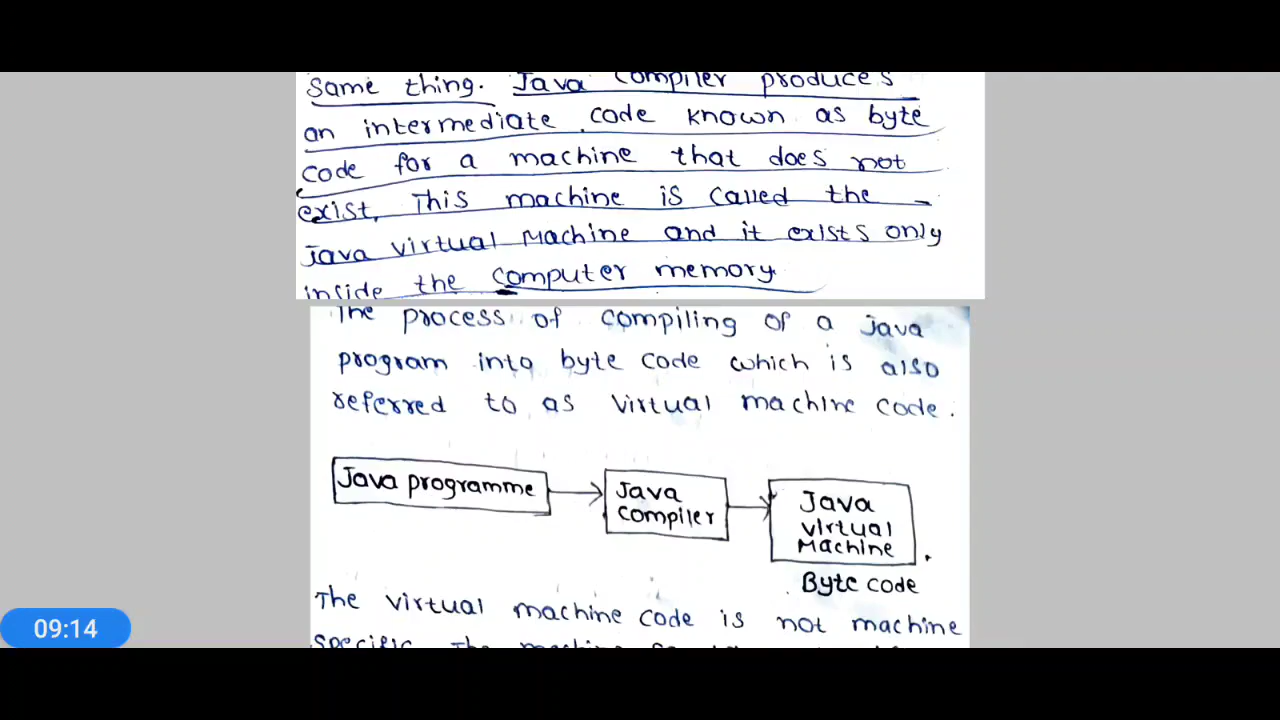 same thing. Java compiler produces
an intermediate code known as byte
code for a machine that does not
exist. This machine is called the
Java virtual Machine and it exists only
inside the computer memory
The process of compiling of a java
program into byte code which is also
referred to as virtual machine code.
Java programme
Java
compiler
Java
virtual
Machine
Byte code
The virtual machine code is not machine
specific. The machine
09:14